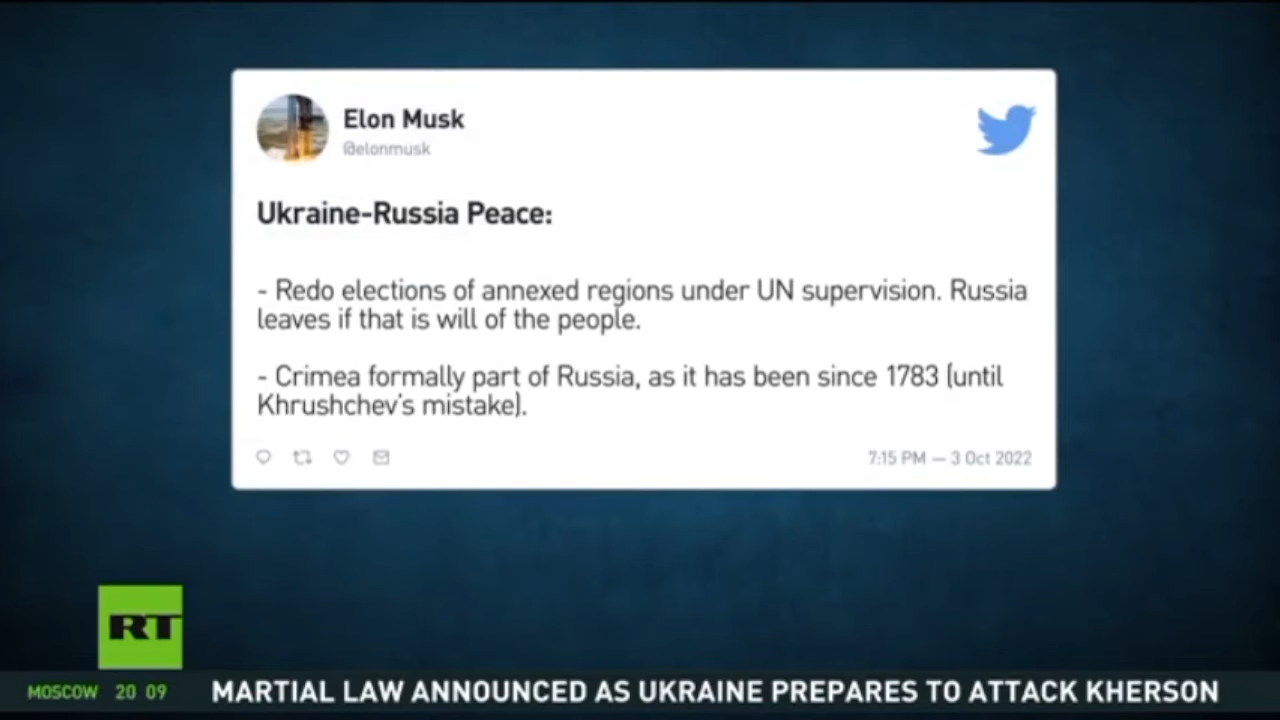 Elon Musk
@elonmusk
Ukraine-Russia Peace:
- Redo elections of annexed regions under UN supervision. Russia
leaves if that is will of the people.
- Crimea formally part of Russia, as it has been since 1783 (until
Khrushchev's mistake).
7:15 PM — 3 Oct 2022
RT
MOSCOW 20 09 MARTIAL LAW ANNOUNCED AS UKRAINE PREPARES TO ATTACK KHERSON